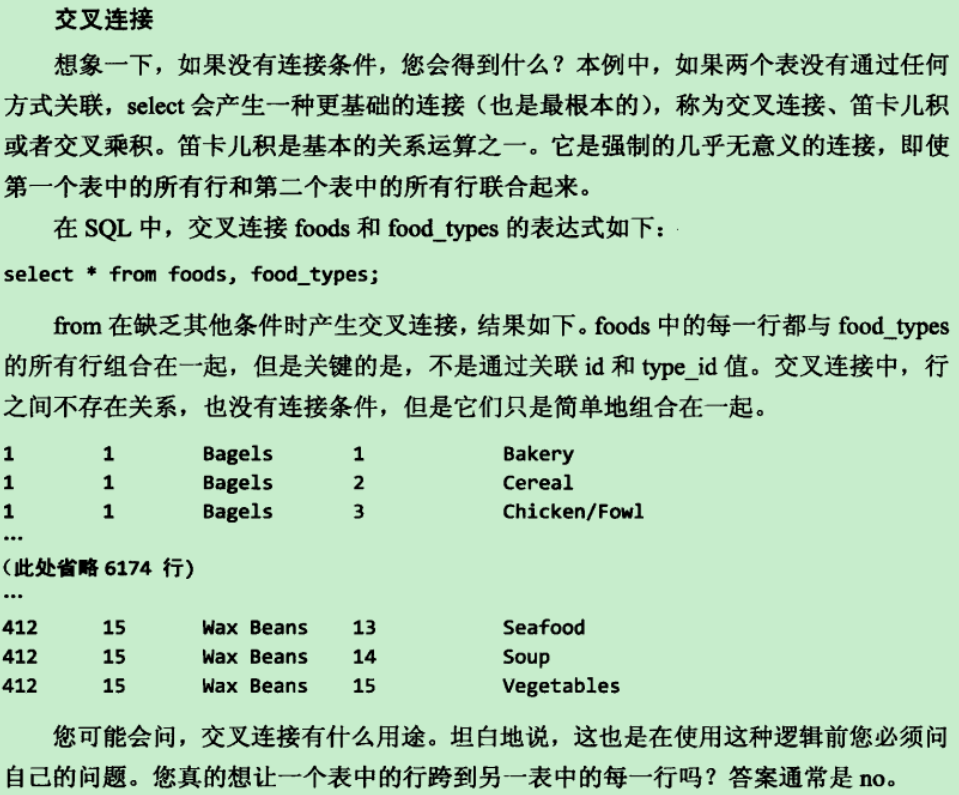 交叉连接
想象一下，如果没有连接条件，您会得到什么？本例中，如果两个表没有通过任何
方式关联，select 会产生一种更基础的连接（也是最根本的），称为交叉连接、笛卡儿积
或者交叉乘积。笛卡儿积是基本的关系运算之一。它是强制的几乎无意义的连接，即使
第一个表中的所有行和第二个表中的所有行联合起来。
在 SQL 中，交叉连接 foods 和 food_types 的表达式如下：
select * from foods, food_types;
from 在缺乏其他条件时产生交叉连接，结果如下。foods 中的每一行都与 food_types
的所有行组合在一起，但是关键的是，不是通过关联 id 和 type_id 值。交叉连接中，行
之间不存在关系，也没有连接条件，但是它们只是简单地组合在一起。
1 1 Bagels 1 Bakery
1 1 Bagels 2 Cereal
1 1 Bagels 3 Chicken/Fowl
…
（此处省略 6174 行)
…
412 15 Wax Beans 13 Seafood
412 15 Wax Beans 14 Soup
412 15 Wax Beans 15 Vegetables
您可能会问，交叉连接有什么用途。坦白地说，这也是在使用这种逻辑前您必须问
自己的问题。您真的想让一个表中的行跨到另一表中的每一行吗？答案通常是 no。